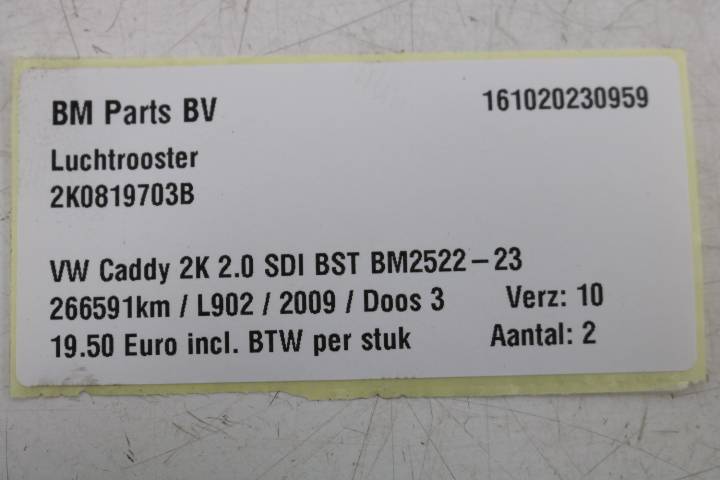 BM Parts BV 161020230959
Luchtrooster
2K0819703B
VW Caddy 2K 2.0 SDI BST BM2522-23
266591km / L902 / 2009 / Doos 3 Verz: 10
19.50 Euro incl. BTW per stuk Aantal: 2